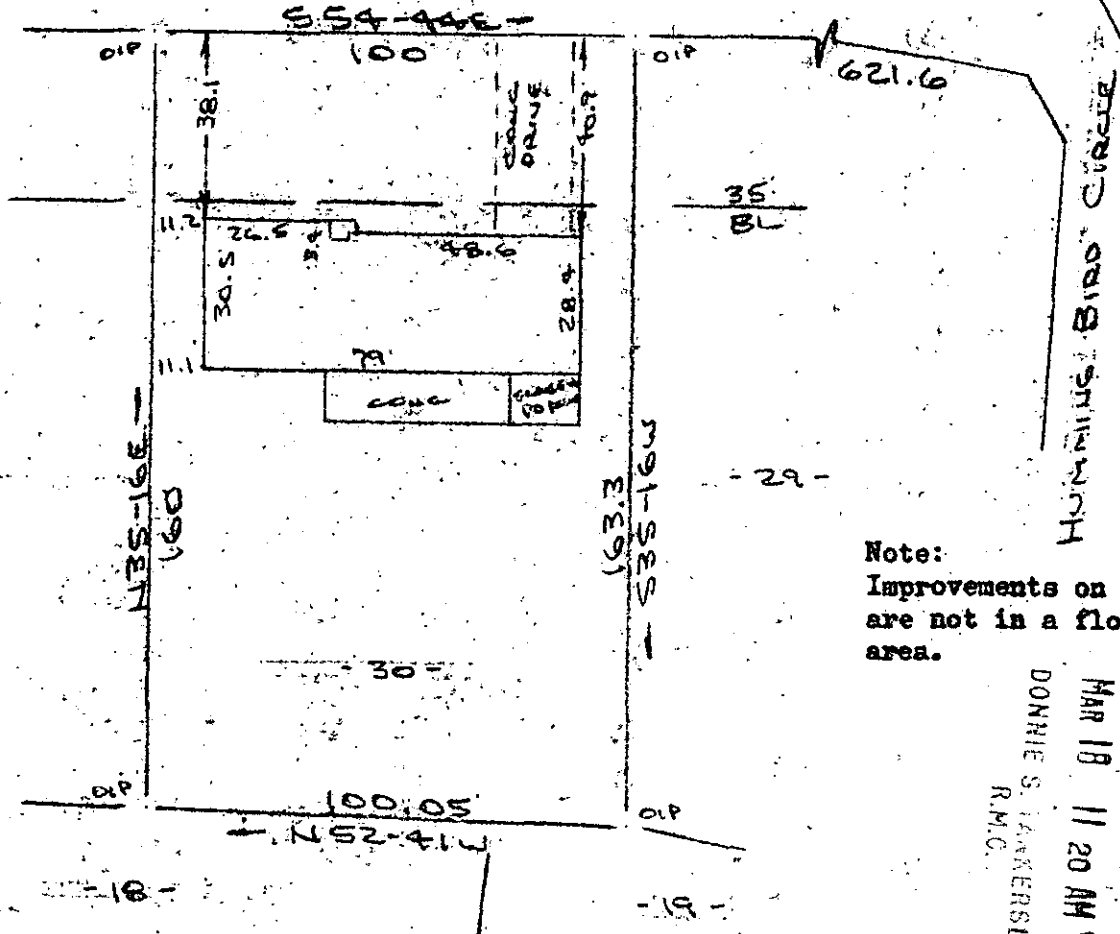 S54-44E
100
OIP
OIP
621.6
38.1
CONC
DRIVE
40.9
HUMMING BIRD CIRCLE
35'
BL
11.2
26.5
3.4
48.6
30.5
28.4
11.1
79'
CONC
N35-16E
160
163.3
S35-16W
- 29 -
Note:
Improvements on
are not in a flo
area.
- 30 -
MAR 18 11 20 AM
DONNIE S.
R.M.C.
OIP
100.05
OIP
N52-41W
- 18 -
- 19 -